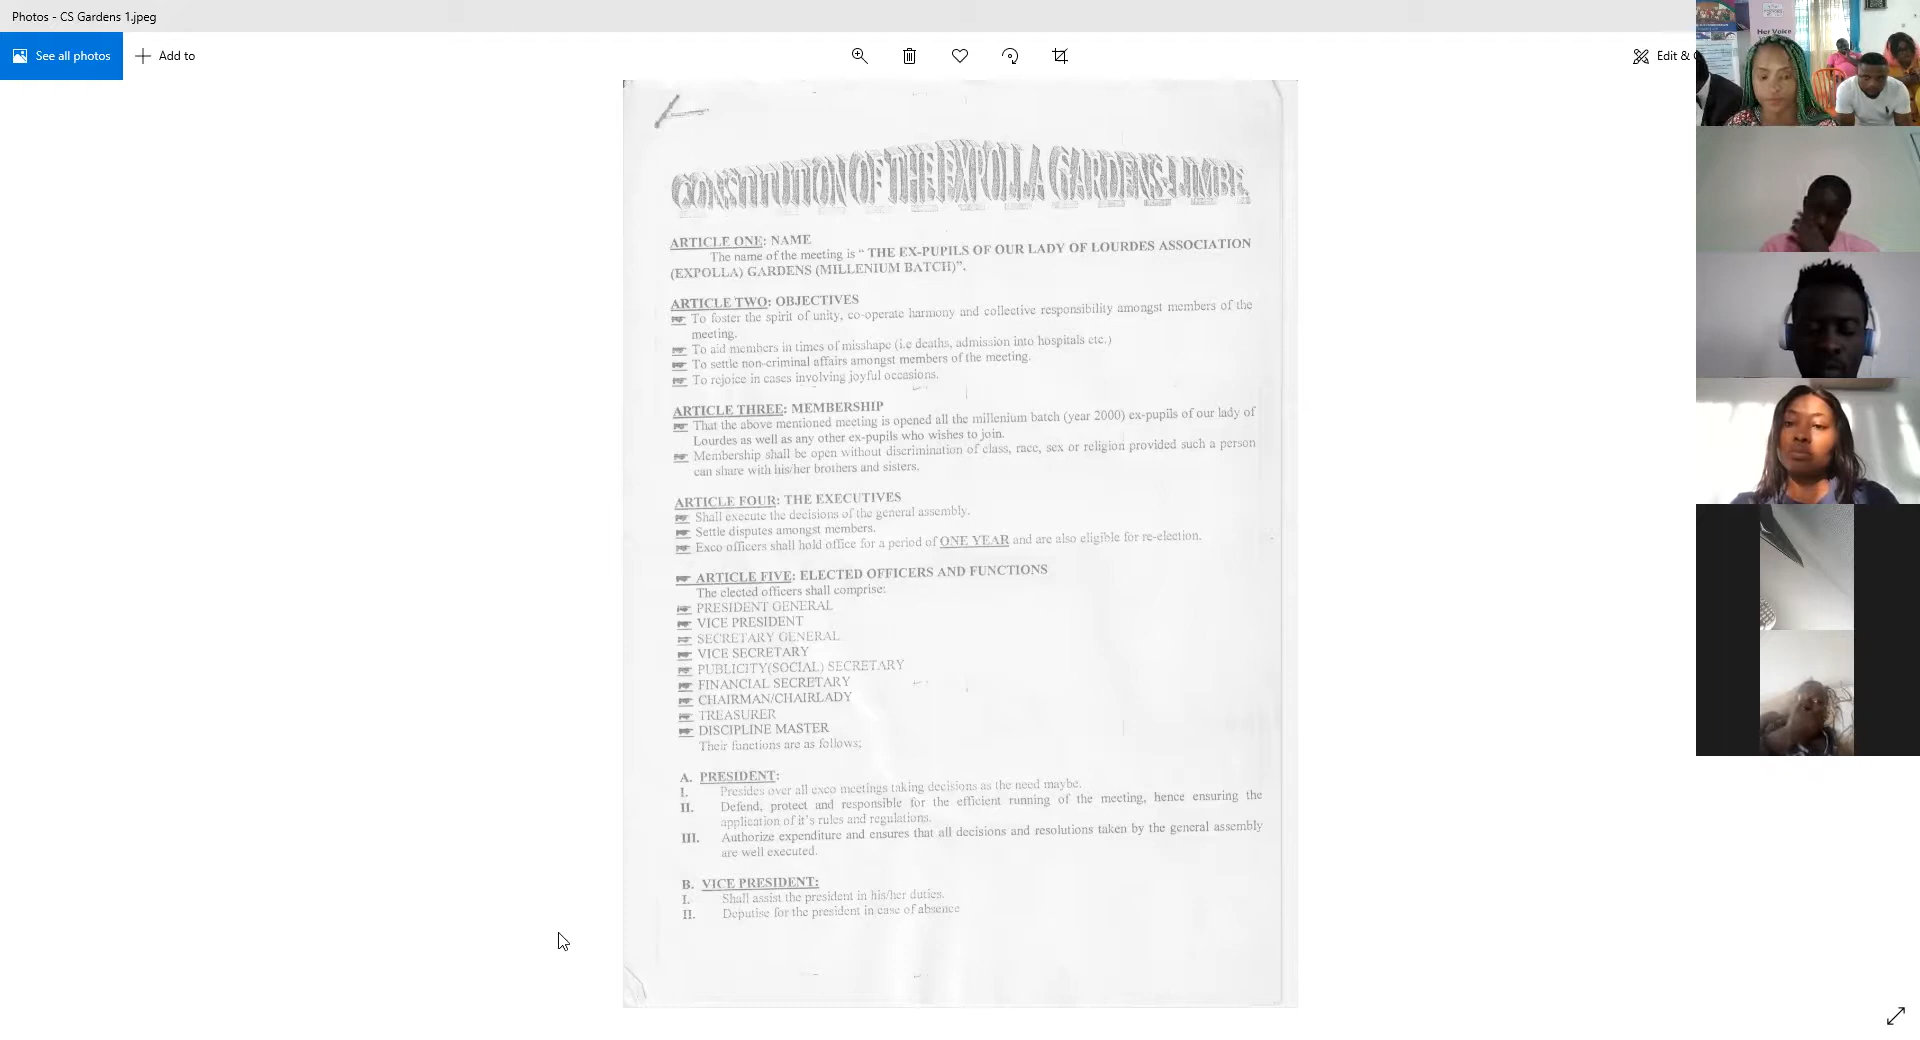 Photos - CS Gardens 1.jpeg
See all photos
Add to
Edit &
Her Voice
CONSTITUTION OF THE EXPOLLA GARDENS-LIMBE.
ARTICLE ONE: NAME
The name of the meeting is “ THE EX-PUPILS OF OUR LADY OF LOURDES ASSOCIATION
(EXPOLLA) GARDENS (MILLENIUM BATCH)”.
ARTICLE TWO: OBJECTIVES
To foster the spirit of unity, co-operate harmony and collective responsibility amongst members of the
meeting.
To aid members in times of misshape (i.e deaths, admission into hospitals etc.)
To settle non-criminal affairs amongst members of the meeting.
To rejoice in cases involving joyful occasions.
ARTICLE THREE: MEMBERSHIP
That the above mentioned meeting is opened all the millenium batch (year 2000) ex-pupils of our lady of
Lourdes as well as any other ex-pupils who wishes to join.
Membership shall be open without discrimination of class, race, sex or religion provided such a person
can share with his/her brothers and sisters.
ARTICLE FOUR: THE EXECUTIVES
Shall execute the decisions of the general assembly.
Settle disputes amongst members.
Exco officers shall hold office for a period of ONE YEAR and are also eligible for re-election.
ARTICLE FIVE: ELECTED OFFICERS AND FUNCTIONS
The elected officers shall comprise:
PRESIDENT GENERAL
VICE PRESIDENT
SECRETARY GENERAL
VICE SECRETARY
PUBLICITY(SOCIAL) SECRETARY
FINANCIAL SECRETARY
CHAIRMAN/CHAIRLADY
TREASURER
DISCIPLINE MASTER
Their functions are as follows;
A. PRESIDENT:
I. Presides over all exco meetings taking decisions as the need maybe.
II. Defend, protect and responsible for the efficient running of the meeting, hence ensuring the
application of it’s rules and regulations.
III. Authorize expenditure and ensures that all decisions and resolutions taken by the general assembly
are well executed.
B. VICE PRESIDENT:
I. Shall assist the president in his/her duties.
II. Deputise for the president in case of absence